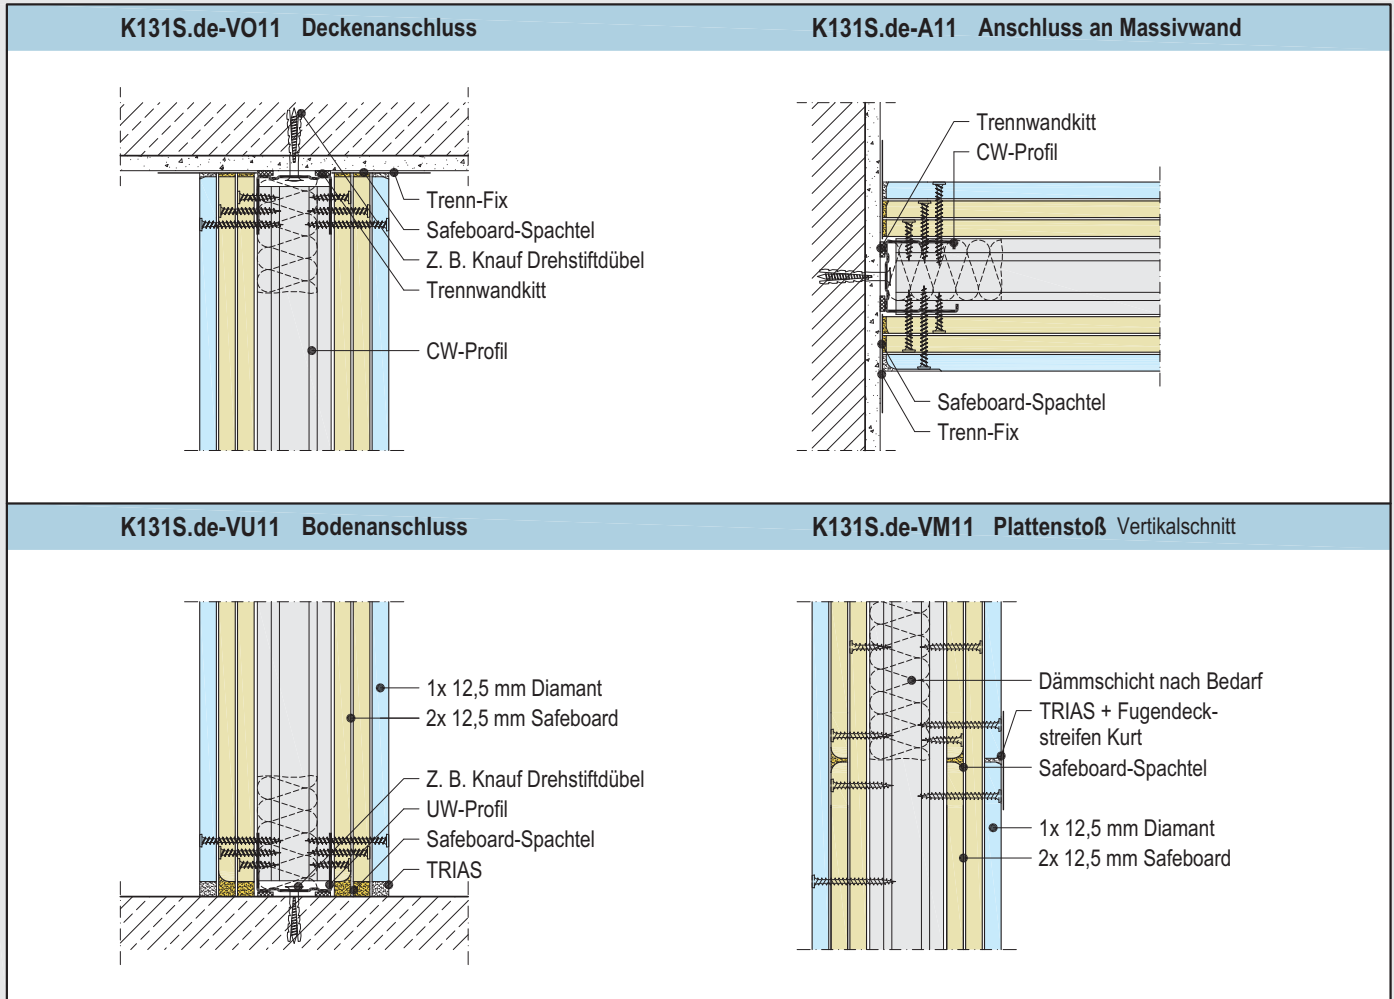 K131S.de-VO11 Deckenanschluss
Trenn-Fix
Safeboard-Spachtel
Z. B. Knauf Drehstiftdübel
Trennwandkitt
CW-Profil
K131S.de-A11 Anschluss an Massivwand
Trennwandkitt
CW-Profil
Safeboard-Spachtel
Trenn-Fix
K131S.de-VU11 Bodenanschluss
1x 12,5 mm Diamant
2x 12,5 mm Safeboard
Z. B. Knauf Drehstiftdübel
UW-Profil
Safeboard-Spachtel
TRIAS
K131S.de-VM11 Plattenstoß Vertikalschnitt
Dämmschicht nach Bedarf
TRIAS + Fugendeck-
streifen Kurt
Safeboard-Spachtel
1x 12,5 mm Diamant
2x 12,5 mm Safeboard